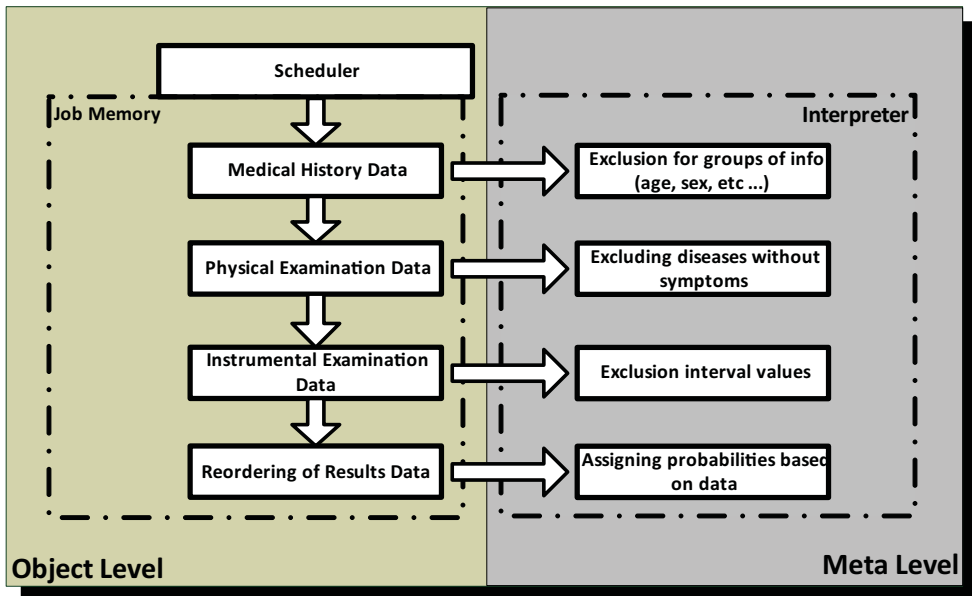 Scheduler
Job Memory
Interpreter
Medical History Data
Exclusion for groups of info
(age, sex, etc ...)
Physical Examination Data
Excluding diseases without
symptoms
Instrumental Examination
Data
Exclusion interval values
Reordering of Results Data
Assigning probabilities based
on data
Object Level
Meta Level